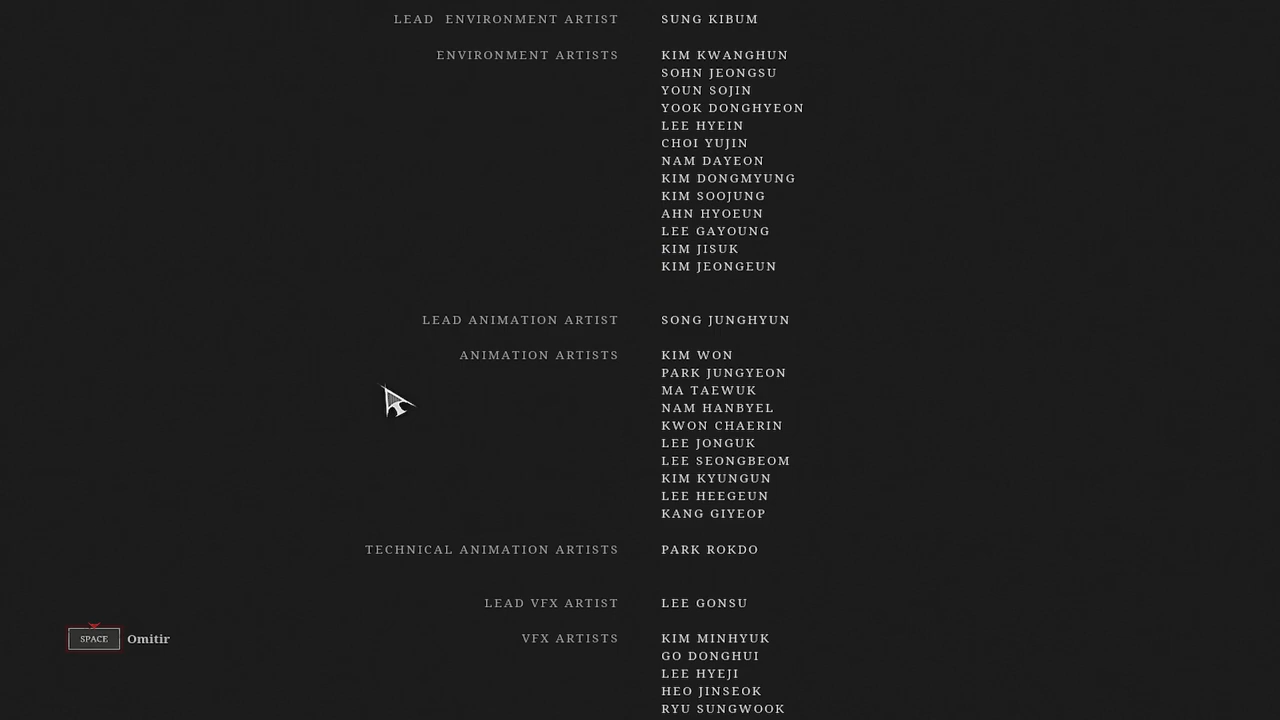 LEAD  ENVIRONMENT ARTIST SUNG KIBUM
ENVIRONMENT ARTISTS KIM KWANGHUN
SOHN JEONGSU
YOUN SOJIN
YOOK DONGHYEON
LEE HYEIN
CHOI YUJIN
NAM DAYEON
KIM DONGMYUNG
KIM SOOJUNG
AHN HYOEUN
LEE GAYOUNG
KIM JISUK
KIM JEONGEUN
LEAD ANIMATION ARTIST SONG JUNGHYUN
ANIMATION ARTISTS KIM WON
PARK JUNGYEON
MA TAEWUK
NAM HANBYEL
KWON CHAERIN
LEE JONGUK
LEE SEONGBEOM
KIM KYUNGUN
LEE HEEGEUN
KANG GIYEOP
TECHNICAL ANIMATION ARTISTS PARK ROKDO
LEAD VFX ARTIST LEE GONSU
VFX ARTISTS KIM MINHYUK
GO DONGHUI
LEE HYEJI
HEO JINSEOK
RYU SUNGWOOK
SPACE Omitir